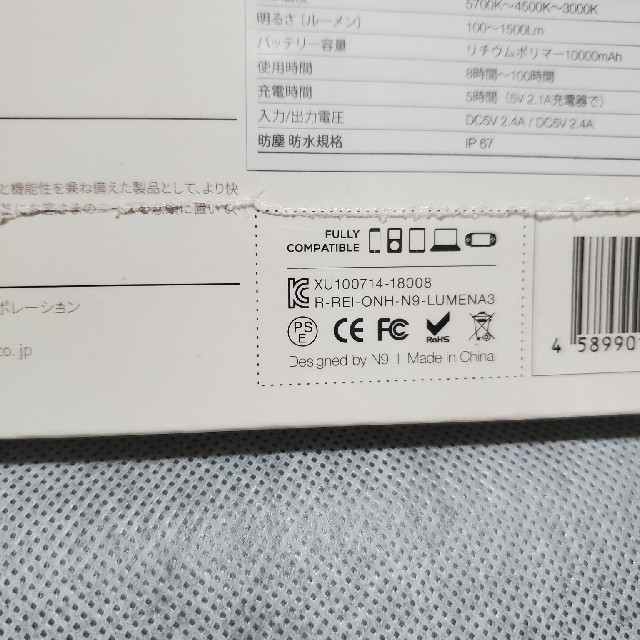 5700K～4500K～3000K
明るさ（ルーメン） 100～1500Lm
バッテリー容量 リチウムポリマー10000mAh
使用時間 8時間～100時間
充電時間 5時間（5V 2.1A充電器で）
入力/出力電圧 DC5V 2.4A / DC5V 2.4A
防塵 防水規格 IP 67
と機能性を兼ね備えた製品として、より快
FULLY
COMPATIBLE
XU100714-18008
R-REI-ONH-N9-LUMENA3
PS
E
CE FC RoHS
Designed by N9 | Made in China
ポレーション
co.jp
4 589901